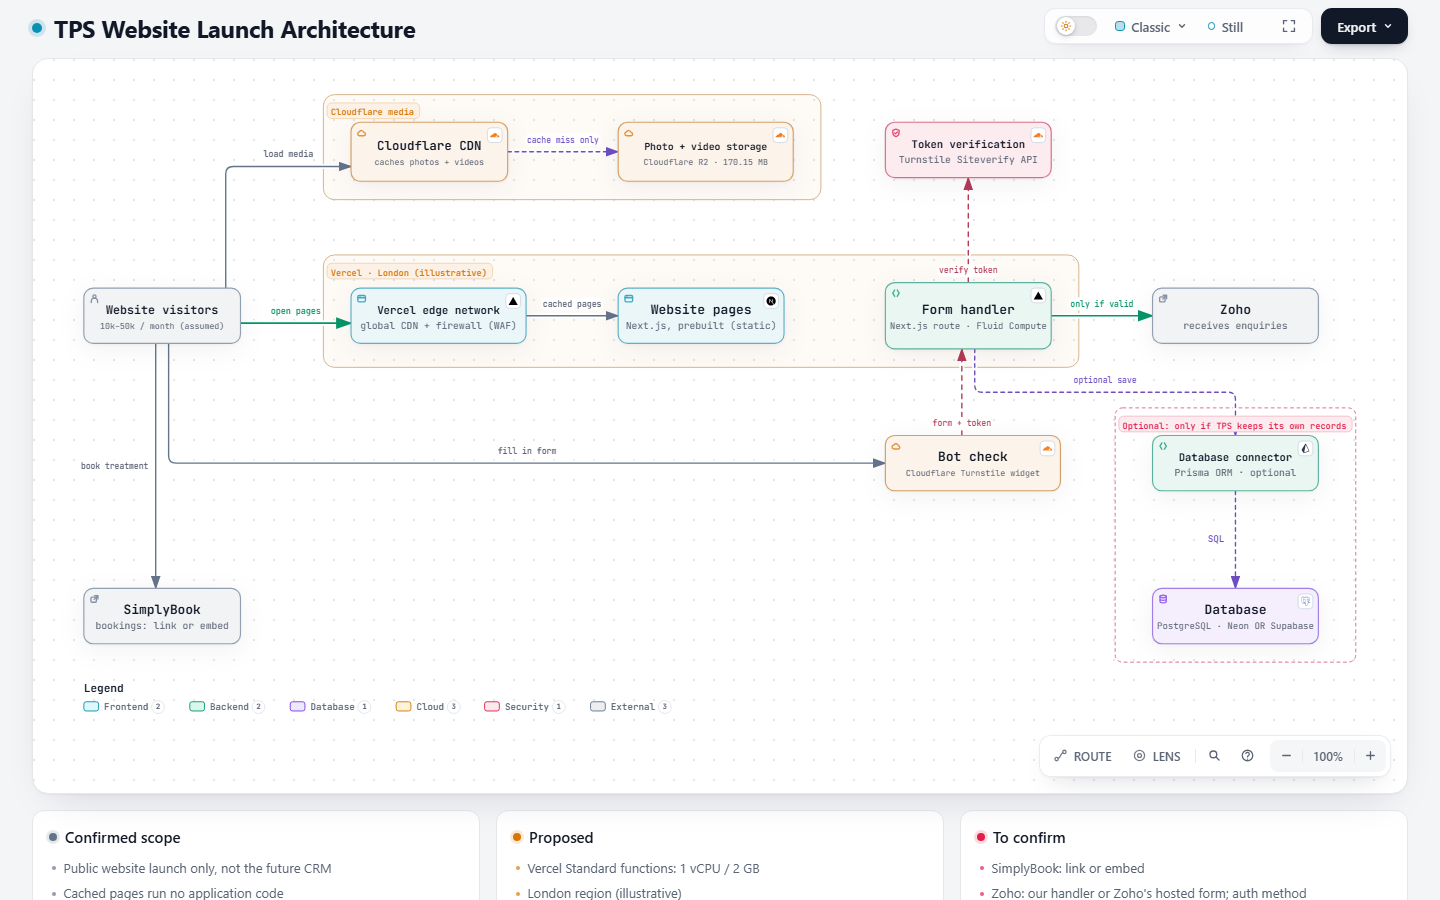 TPS Website Launch Architecture
Classic
Still
Export
Cloudflare media
Cloudflare CDN
caches photos + videos
cache miss only
Photo + video storage
Cloudflare R2 · 170.15 MB
Token verification
Turnstile Siteverify API
load media
verify token
Vercel · London (illustrative)
Website visitors
10k–50k / month (assumed)
open pages
Vercel edge network
global CDN + firewall (WAF)
cached pages
Website pages
Next.js, prebuilt (static)
Form handler
Next.js route · Fluid Compute
only if valid
Zoho
receives enquiries
optional save
form + token
Optional: only if TPS keeps its own records
fill in form
book treatment
Bot check
Cloudflare Turnstile widget
Database connector
Prisma ORM · optional
SQL
SimplyBook
bookings: link or embed
Database
PostgreSQL · Neon OR Supabase
Legend
Frontend 2
Backend 2
Database 1
Cloud 3
Security 1
External 3
ROUTE
LENS
100%
Confirmed scope
• Public website launch only, not the future CRM
• Cached pages run no application code
Proposed
• Vercel Standard functions: 1 vCPU / 2 GB
• London region (illustrative)
To confirm
• SimplyBook: link or embed
• Zoho: our handler or Zoho's hosted form; auth method